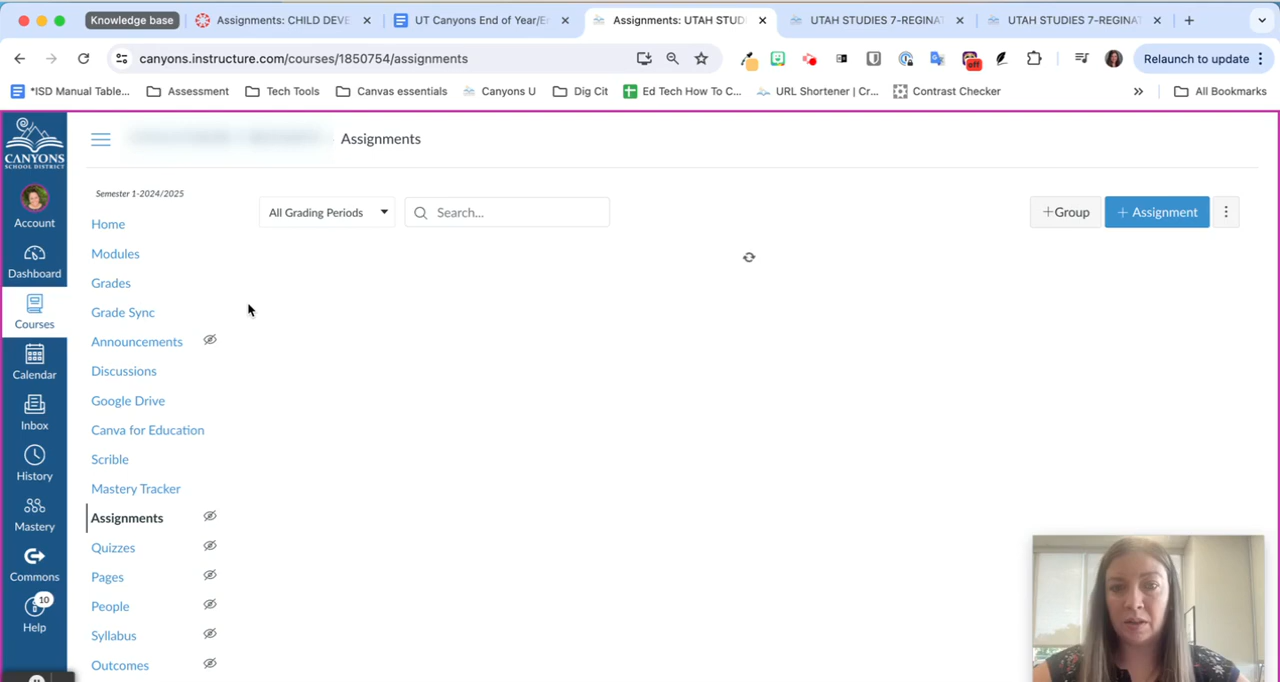 Knowledge base
Assignments: CHILD DEVE
UT Canyons End of Year/E
Assignments: UTAH STUD
UTAH STUDIES 7-REGINA
UTAH STUDIES 7-REGINA
canyons.instructure.com/courses/1850754/assignments
off
Relaunch to update
*ISD Manual Table...
Assessment
Tech Tools
Canvas essentials
Canyons U
Dig Cit
Ed Tech How To C...
URL Shortener | Cr...
Contrast Checker
»
All Bookmarks
CANYONS
SCHOOL DISTRICT
Assignments
Account
Dashboard
Courses
Calendar
Inbox
History
Mastery
Commons
10
Help
Semester 1-2024/2025
Home
Modules
Grades
Grade Sync
Announcements
Discussions
Google Drive
Canva for Education
Scrible
Mastery Tracker
Assignments
Quizzes
Pages
People
Syllabus
Outcomes
All Grading Periods
Search...
+Group
+ Assignment